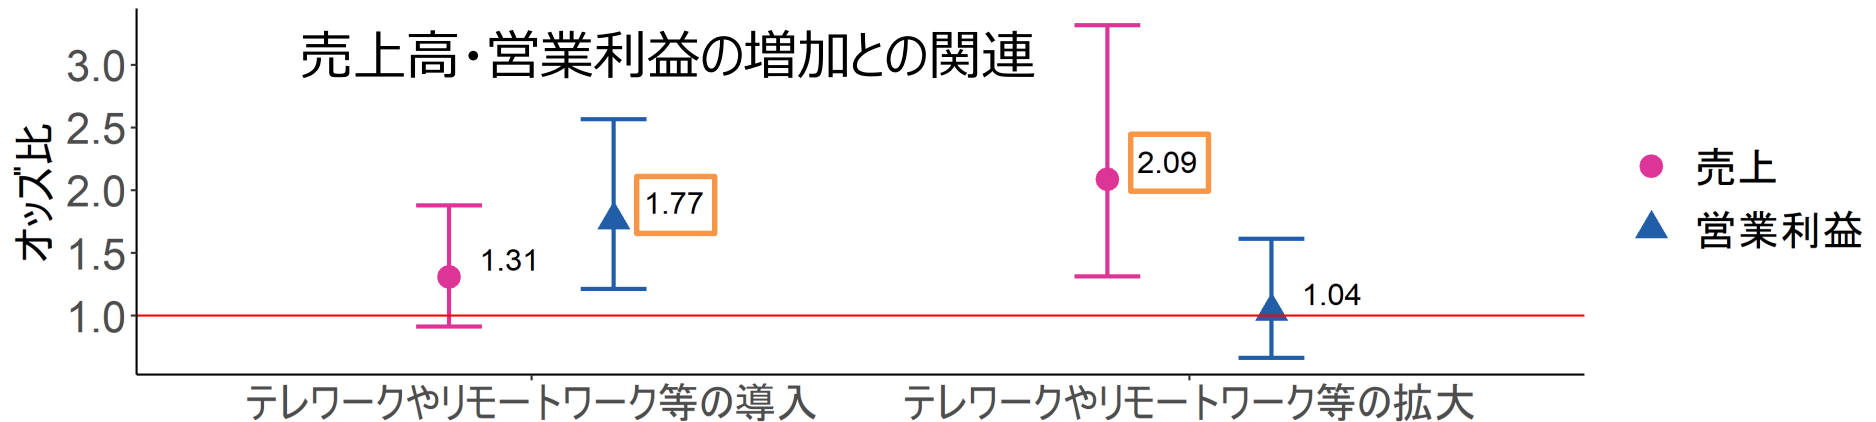 売上高・営業利益の増加との関連
オッズ比
3.0
2.5
2.0
1.5
1.0
1.31
1.77
2.09
1.04
テレワークやリモートワーク等の導入
テレワークやリモートワーク等の拡大
売上
営業利益